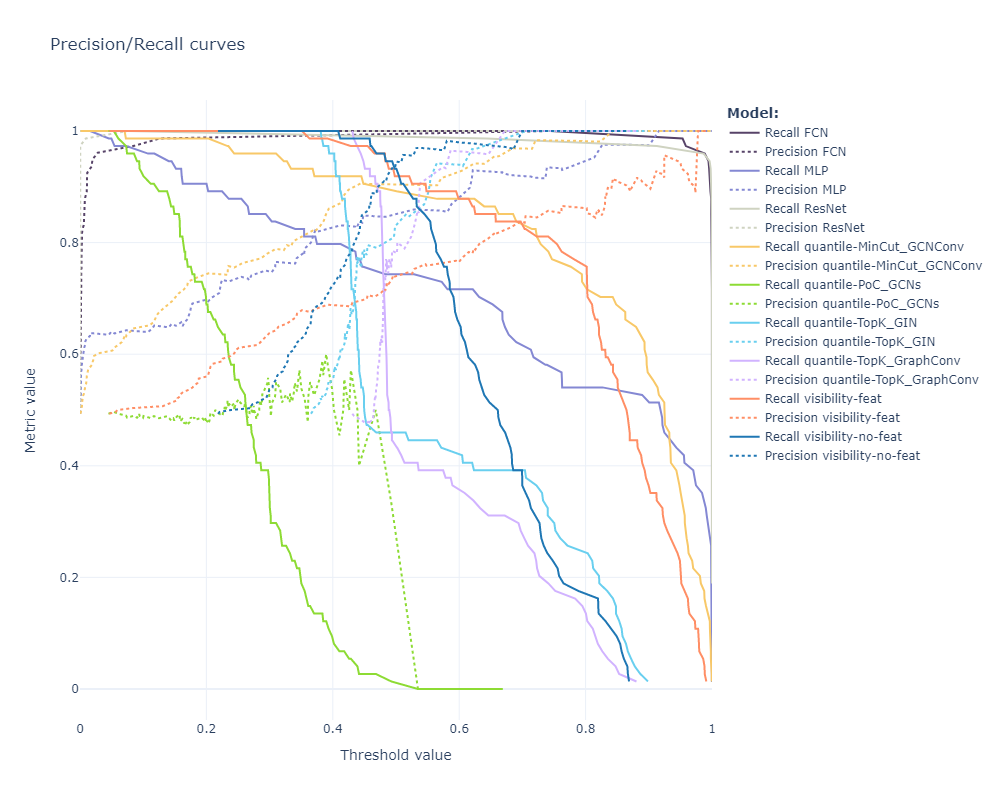 Precision/Recall curves
Model:
Recall FCN
Precision FCN
Recall MLP
Precision MLP
Recall ResNet
Precision ResNet
Recall quantile-MinCut_GCNConv
Precision quantile-MinCut_GCNConv
Recall quantile-PoC_GCNs
Precision quantile-PoC_GCNs
Recall quantile-TopK_GIN
Precision quantile-TopK_GIN
Recall quantile-TopK_GraphConv
Precision quantile-TopK_GraphConv
Recall visibility-feat
Precision visibility-feat
Recall visibility-no-feat
Precision visibility-no-feat
Metric value
1
0.8
0.6
0.4
0.2
0
0 0.2 0.4 0.6 0.8 1
Threshold value